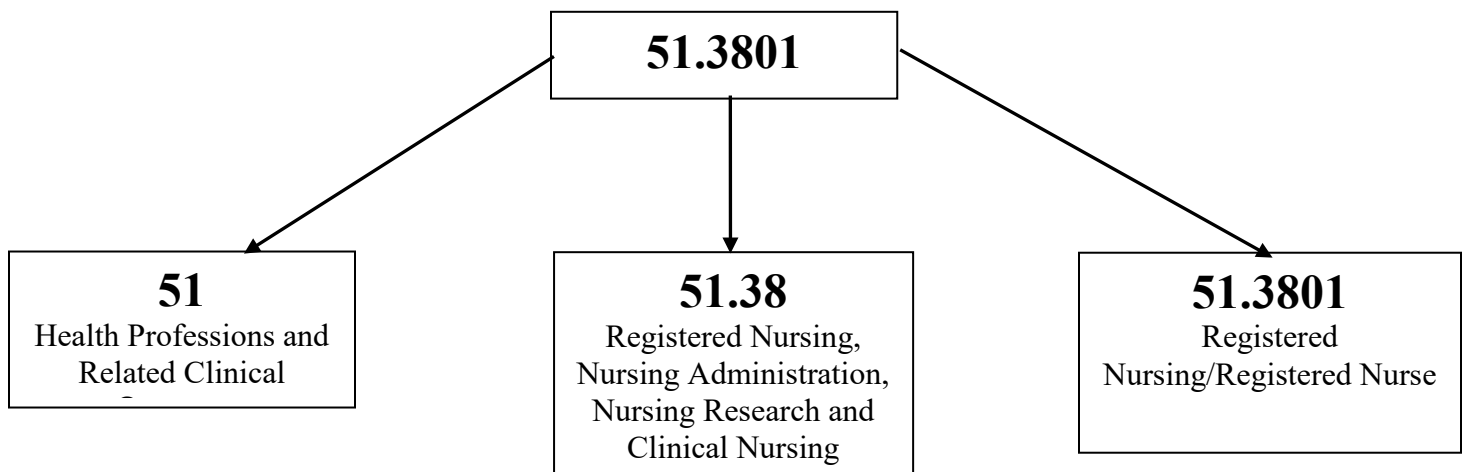 51.3801
51
Health Professions and
Related Clinical
51.38
Registered Nursing,
Nursing Administration,
Nursing Research and
Clinical Nursing
51.3801
Registered
Nursing/Registered Nurse